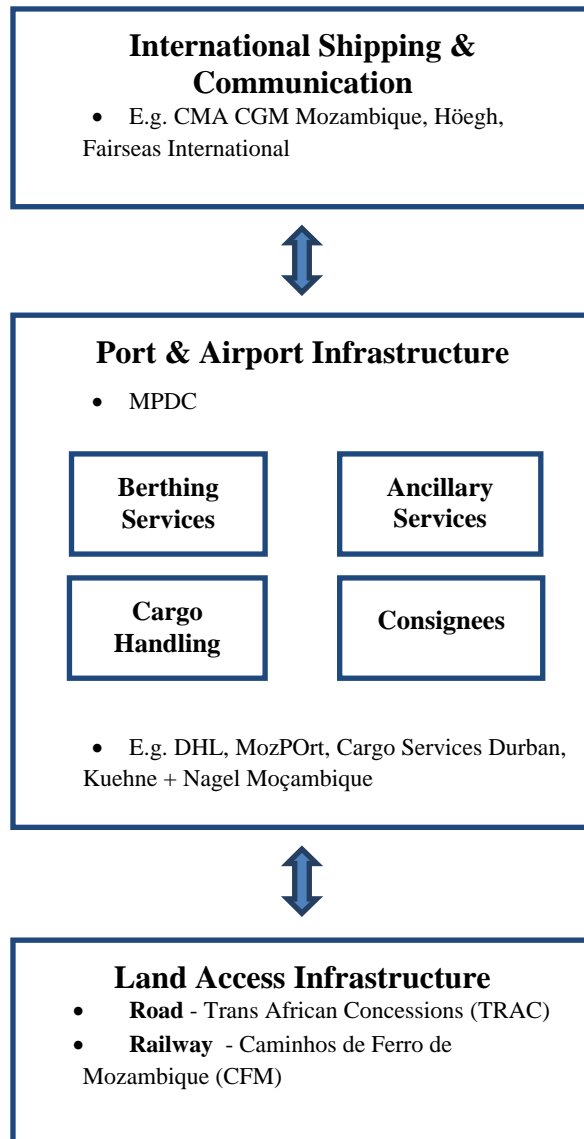 International Shipping &
Communication
• E.g. CMA CGM Mozambique, Höegh,
Fairseas International
Port & Airport Infrastructure
• MPDC
Berthing
Services
Ancillary
Services
Cargo
Handling
Consignees
• E.g. DHL, MozPOrt, Cargo Services Durban,
Kuehne + Nagel Moçambique
Land Access Infrastructure
• Road - Trans African Concessions (TRAC)
• Railway - Caminhos de Ferro de
Mozambique (CFM)